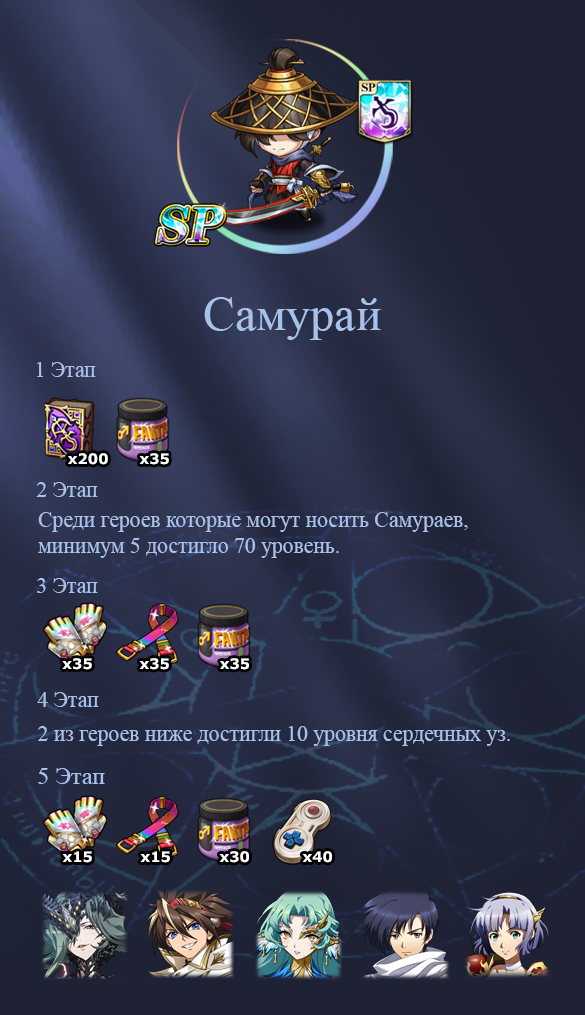 SP
SP
Самурай
1 Этап
x200 x35
2 Этап
Среди героев которые могут носить Самураев,
минимум 5 достигло 70 уровень.
3 Этап
x35 x35 x35
4 Этап
2 из героев ниже достигли 10 уровня сердечных уз.
5 Этап
x15 x15 x30 x40